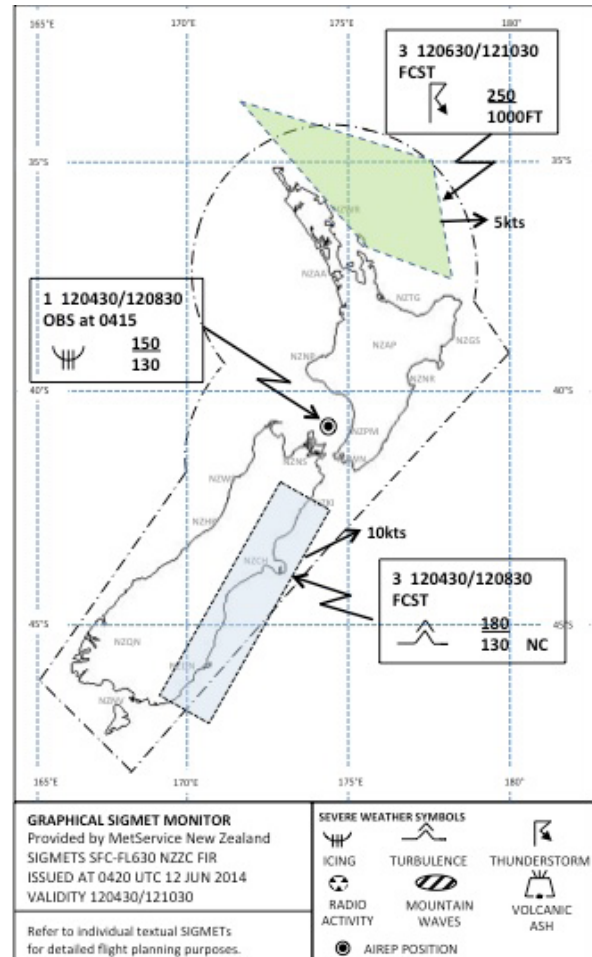 165°E 170°E 175°E 180°
3 120630/121030
FCST
250
1000FT
35°S 35°S
5kts
NZWR
NZAA
1 120430/120830
OBS at 0415
150
130
NZTG
NZAP
NZGS
NZNP
NZNR
40°S 40°S
NZPM
NZNS
NZWN
NZKI
NZHK
10kts
NZCH
3 120430/120830
FCST
180
130 NC
45°S 45°S
NZQN
NZNV
165°E 170°E 175°E 180°
GRAPHICAL SIGMET MONITOR
Provided by MetService New Zealand
SIGMETS SFC-FL630 NZZC FIR
ISSUED AT 0420 UTC 12 JUN 2014
VALIDITY 120430/121030
Refer to individual textual SIGMETs
for detailed flight planning purposes.
SEVERE WEATHER SYMBOLS
ICING TURBULENCE THUNDERSTORM
RADIO ACTIVITY
MOUNTAIN WAVES
VOLCANIC ASH
AIREP POSITION